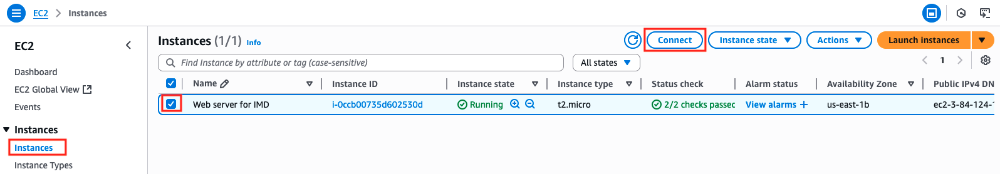 EC2 > Instances
EC2
Dashboard
EC2 Global View
Events
Instances
Instances
Instance Types
Instances (1/1) Info
Connect
Instance state
Actions
Launch instances
Find Instance by attribute or tag (case-sensitive)
All states
1
Name Instance ID Instance state Instance type Status check Alarm status Availability Zone Public IPv4 DN
Web server for IMD i-0ccb00735d602530d Running t2.micro 2/2 checks passec View alarms + us-east-1b ec2-3-84-124-1